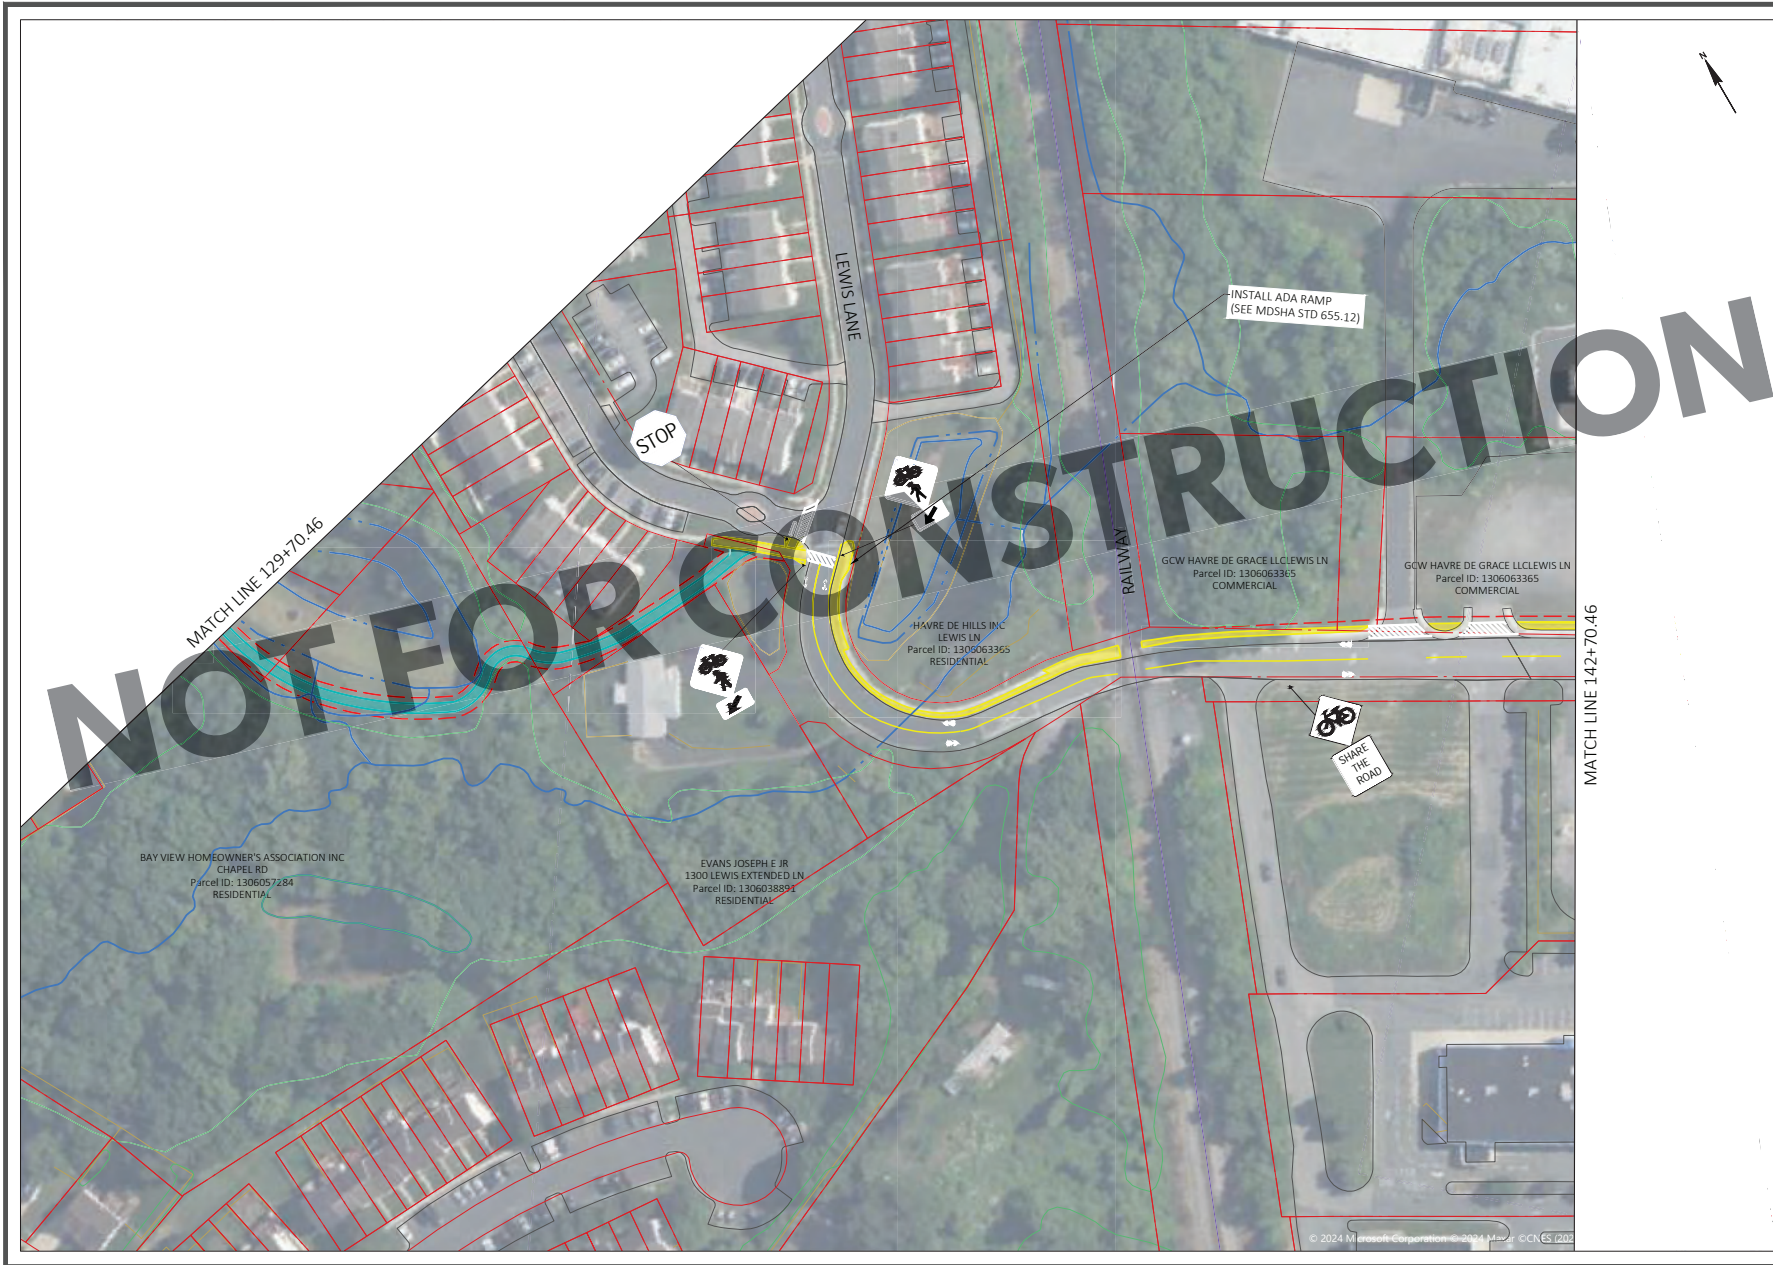 N
LEWIS LANE
INSTALL ADA RAMP
(SEE MDSHA STD 655.12)
STOP
MATCH LINE 129+70.46
NOT FOR CONSTRUCTION
RAILWAY
GCW HAVRE DE GRACE LLCLEWIS LN
Parcel ID: 1306063365
COMMERCIAL
GCW HAVRE DE GRACE LLCLEWIS LN
Parcel ID: 1306063365
COMMERCIAL
HAVRE DE HILLS INC
LEWIS LN
Parcel ID: 1306063365
RESIDENTIAL
MATCH LINE 142+70.46
SHARE
THE
ROAD
BAY VIEW HOMEOWNER'S ASSOCIATION INC
CHAPEL RD
Parcel ID: 1306057284
RESIDENTIAL
EVANS JOSEPH E JR
1300 LEWIS EXTENDED LN
Parcel ID: 1306038891
RESIDENTIAL
© 2024 Microsoft Corporation © 2024 Maxar ©CNES (202